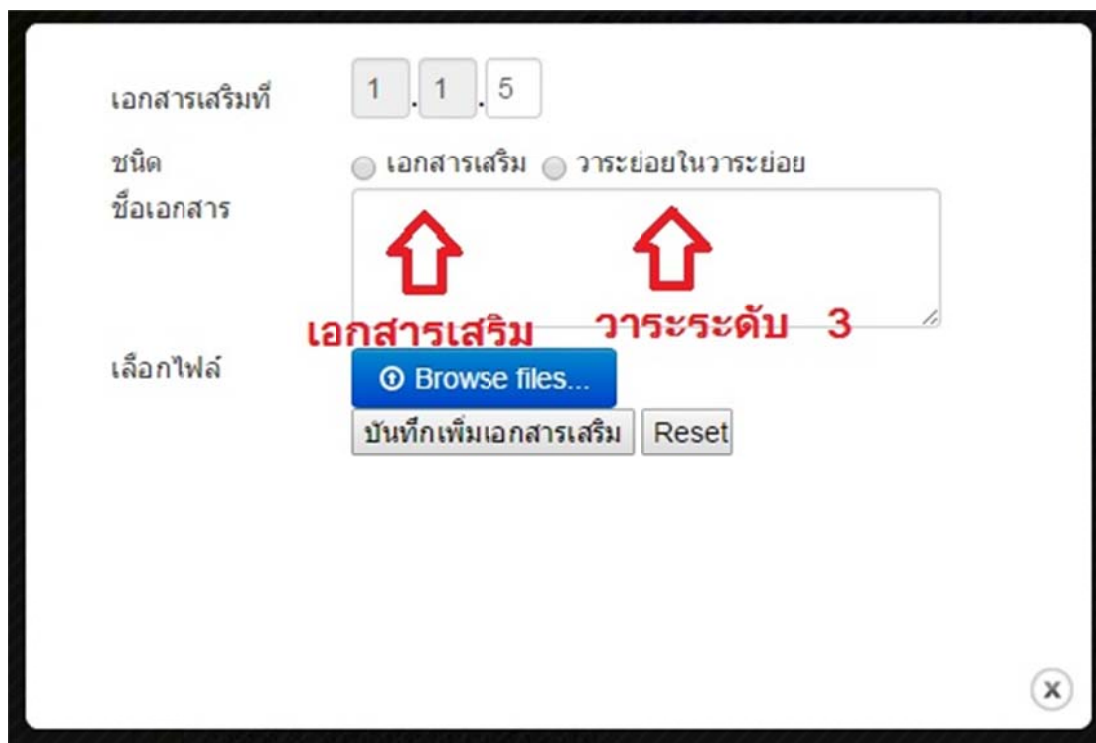 เอกสารเสริมที่ 1 . 1 . 5
ชนิด เอกสารเสริม วาระย่อยในวาระย่อย
ชื่อเอกสาร
เอกสารเสริม วาระระดับ 3
เลือกไฟล์ Browse files...
บันทึกเพิ่มเอกสารเสริม Reset
x